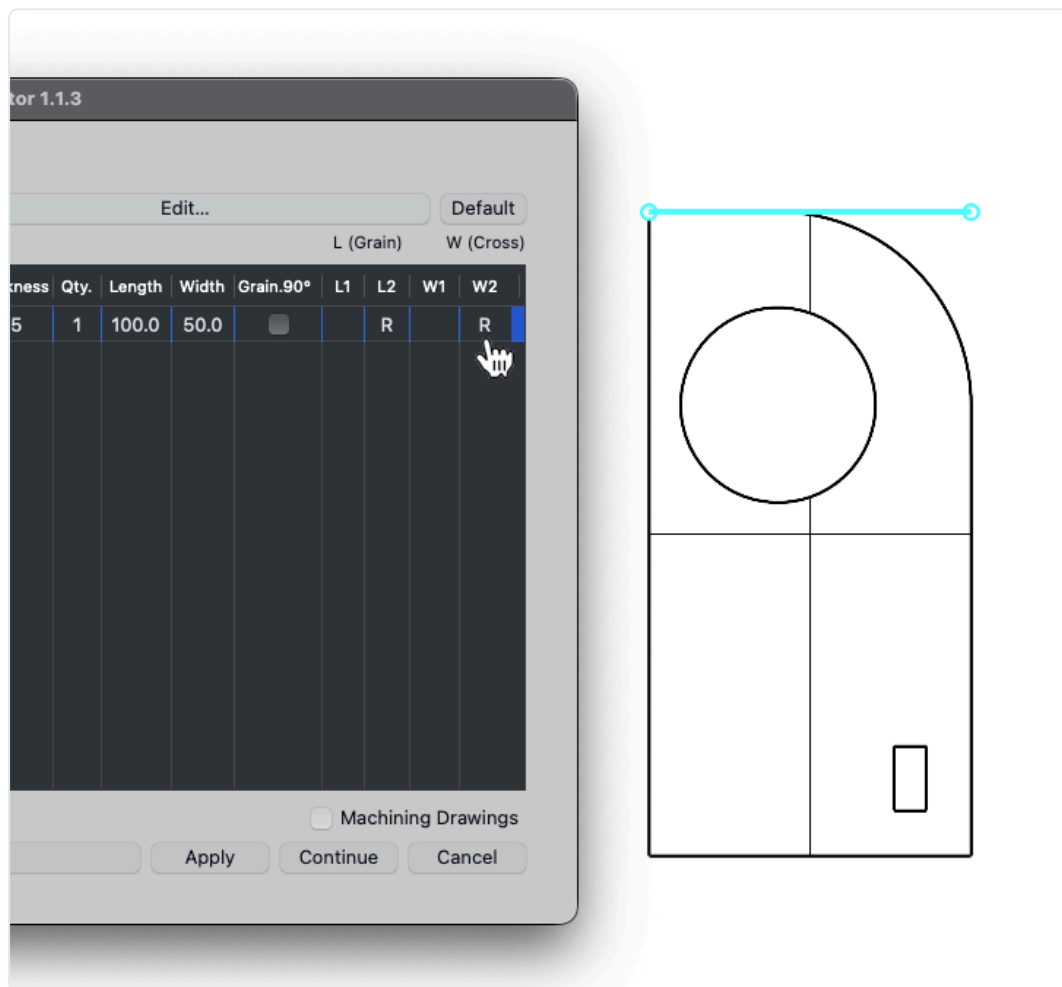 tor 1.1.3
Edit... Default
L (Grain) W (Cross)
kness Qty. Length Width Grain.90° L1 L2 W1 W2
5 1 100.0 50.0 R R
Machining Drawings
Apply Continue Cancel